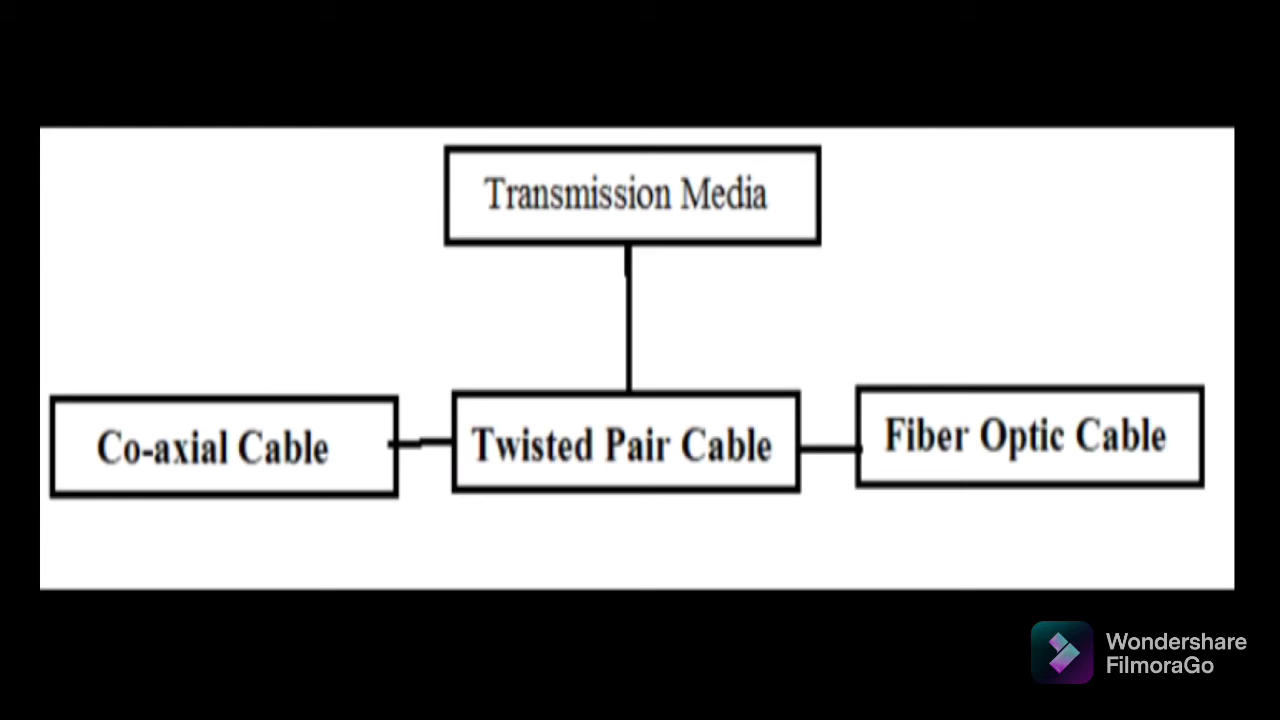 Transmission Media
Co-axial Cable
Twisted Pair Cable
Fiber Optic Cable
Wondershare
FilmoraGo